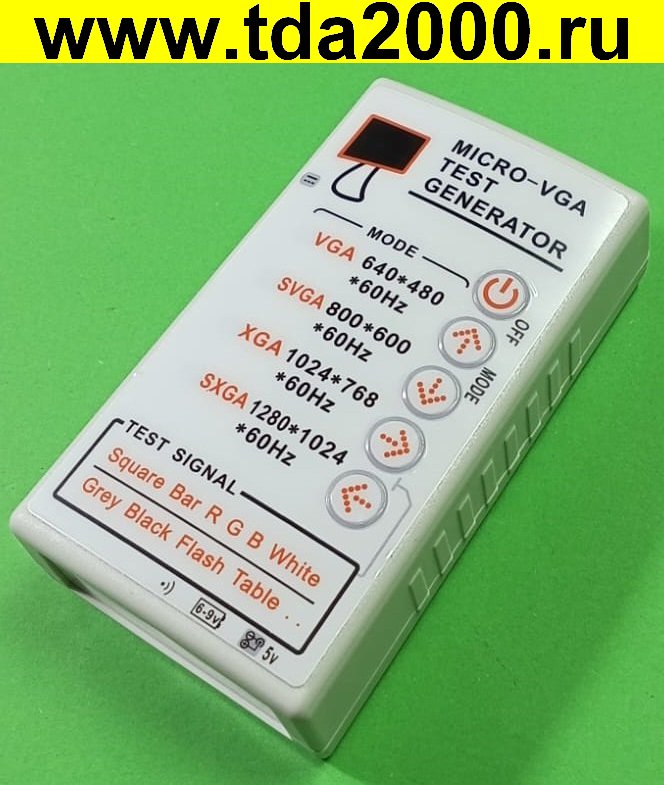 www.tda2000.ru
MICRO-VGA
TEST
GENERATOR
MODE
VGA 640*480
*60Hz
SVGA 800*600
*60Hz
XGA 1024*768
*60Hz
SXGA 1280*1024
*60Hz
OFF
MODE
TEST SIGNAL
Square Bar R G B White
Grey Black Flash Table . .
6-9v
5v